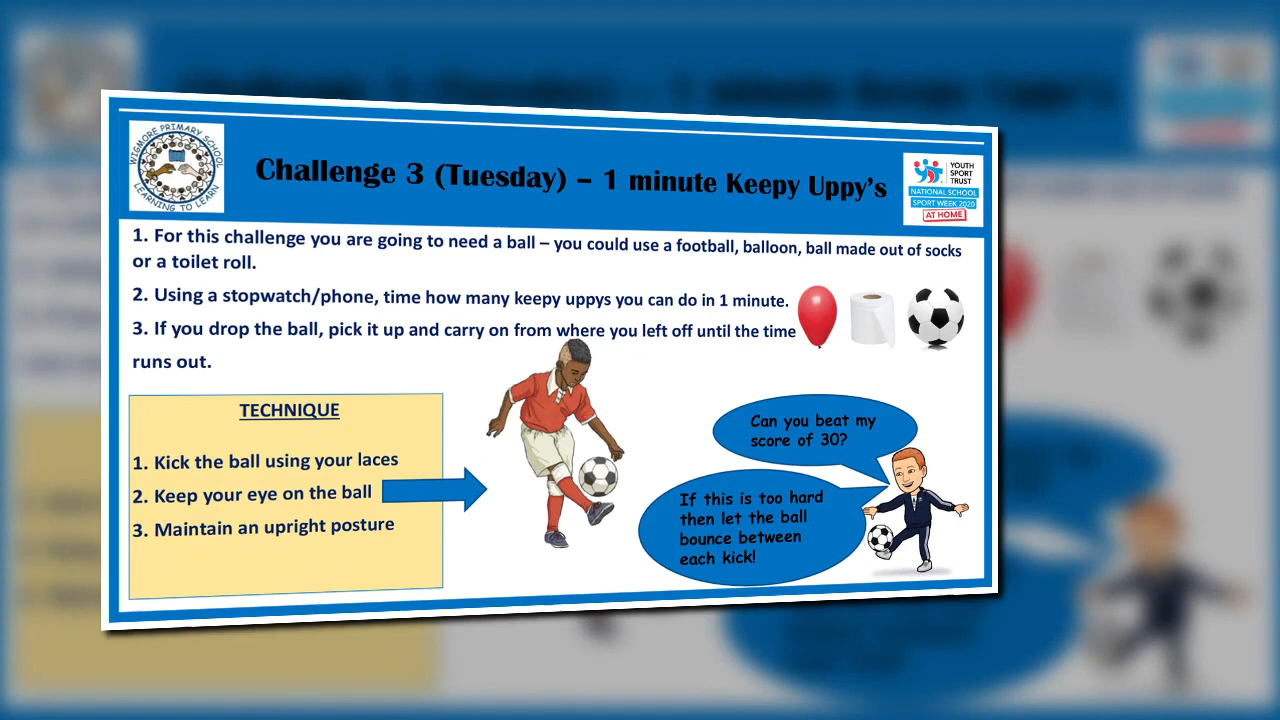 WIGMORE PRIMARY SCHOOL
LEARNING TO LEARN
Challenge 3 (Tuesday) – 1 minute Keepy Uppy's
YOUTH
SPORT
TRUST
NATIONAL SCHOOL
SPORT WEEK 2020
AT HOME
1. For this challenge you are going to need a ball – you could use a football, balloon, ball made out of socks
or a toilet roll.
2. Using a stopwatch/phone, time how many keepy uppys you can do in 1 minute.
3. If you drop the ball, pick it up and carry on from where you left off until the time
runs out.
TECHNIQUE
1. Kick the ball using your laces
2. Keep your eye on the ball
3. Maintain an upright posture
Can you beat my
score of 30?
If this is too hard
then let the ball
bounce between
each kick!